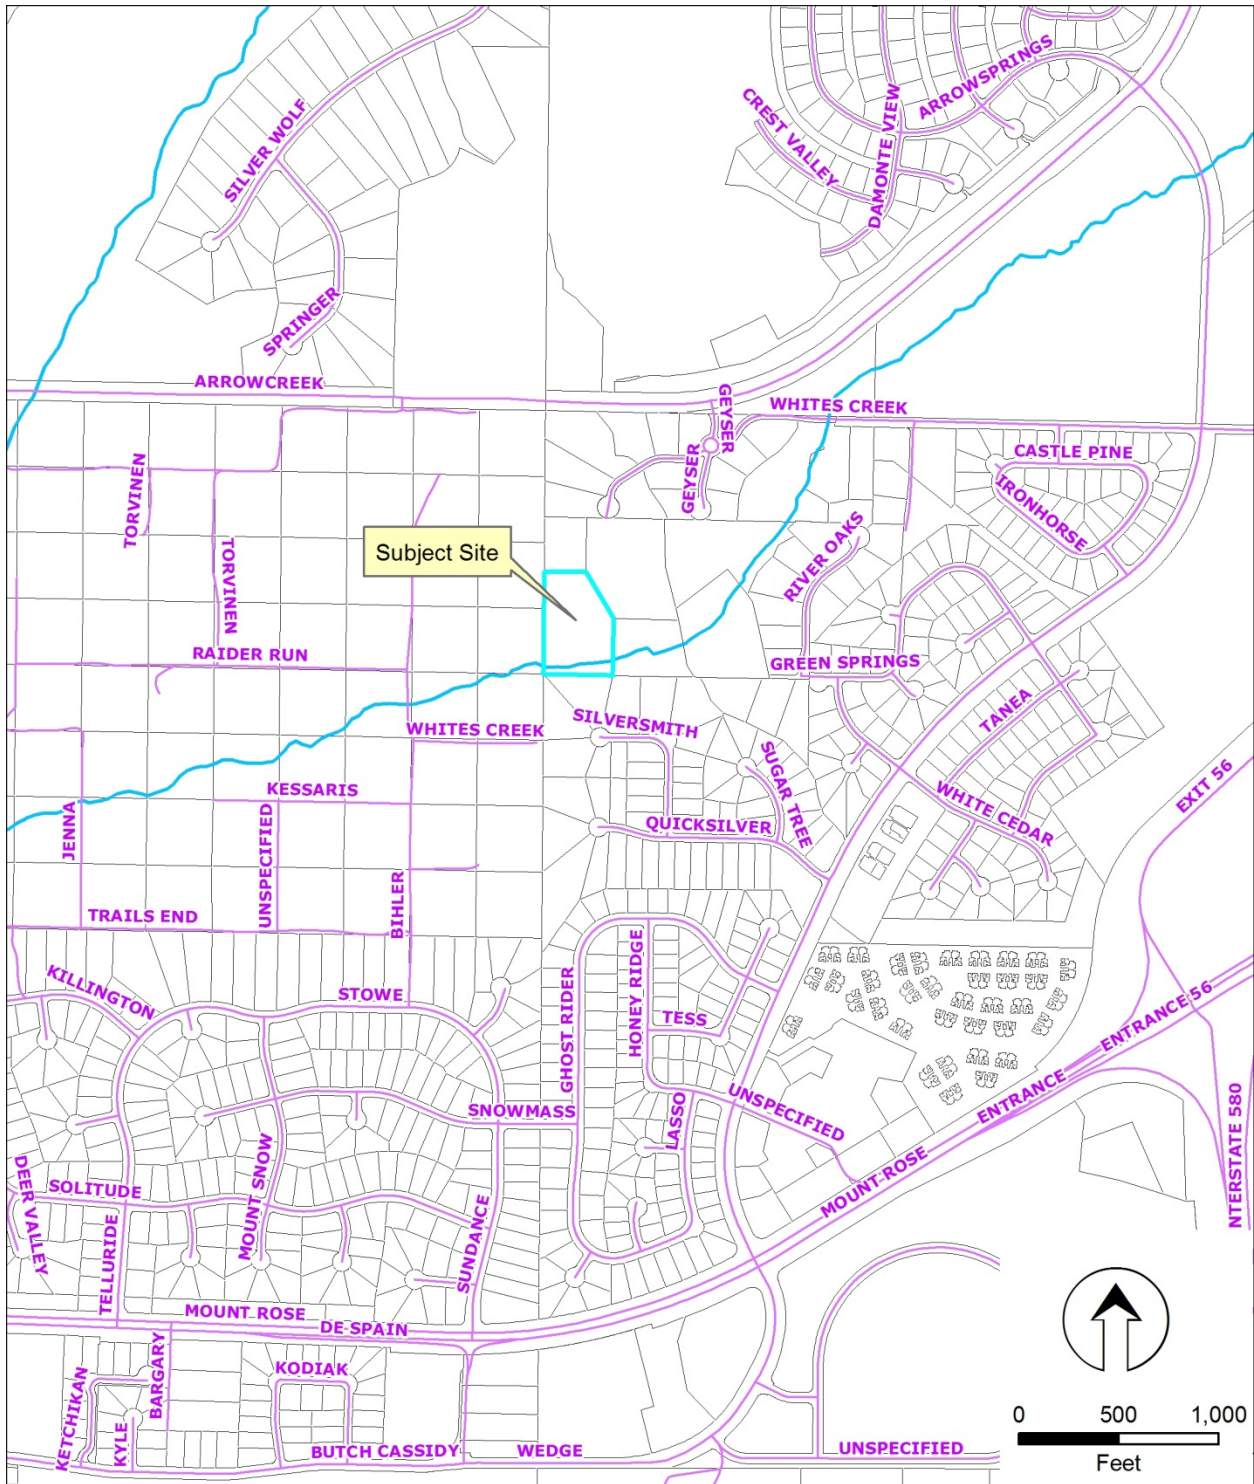 ARROWSPRINGS
CREST VALLEY
DAMONTE VIEW
SILVER WOLF
SPRINGER
ARROWCREEK
GEYSER
WHITES CREEK
GEYSER
CASTLE PINE
IRONHORSE
TORVINEN
TORVINEN
Subject Site
RIVER OAKS
RAIDER RUN
GREEN SPRINGS
TANEA
WHITES CREEK
SILVERSMITH
SUGAR TREE
EXIT 56
KESSARIS
WHITE CEDAR
JENNA
UNSPECIFIED
QUICKSILVER
BIHLER
TRAILS END
KILLINGTON
STOWE
GHOST RIDER
HONEY RIDGE
TESS
ENTRANCE 56
ENTRANCE
UNSPECIFIED
SNOWMASS
LASSO
MOUNT ROSE
NTERSTATE 580
DEER VALLEY
SOLITUDE
MOUNT SNOW
TELLURIDE
SUNDANCE
MOUNT ROSE
DE SPAIN
KETCHIKAN
BARGARY
KODIAK
KYLE
BUTCH CASSIDY
WEDGE
UNSPECIFIED
0 500 1,000
Feet